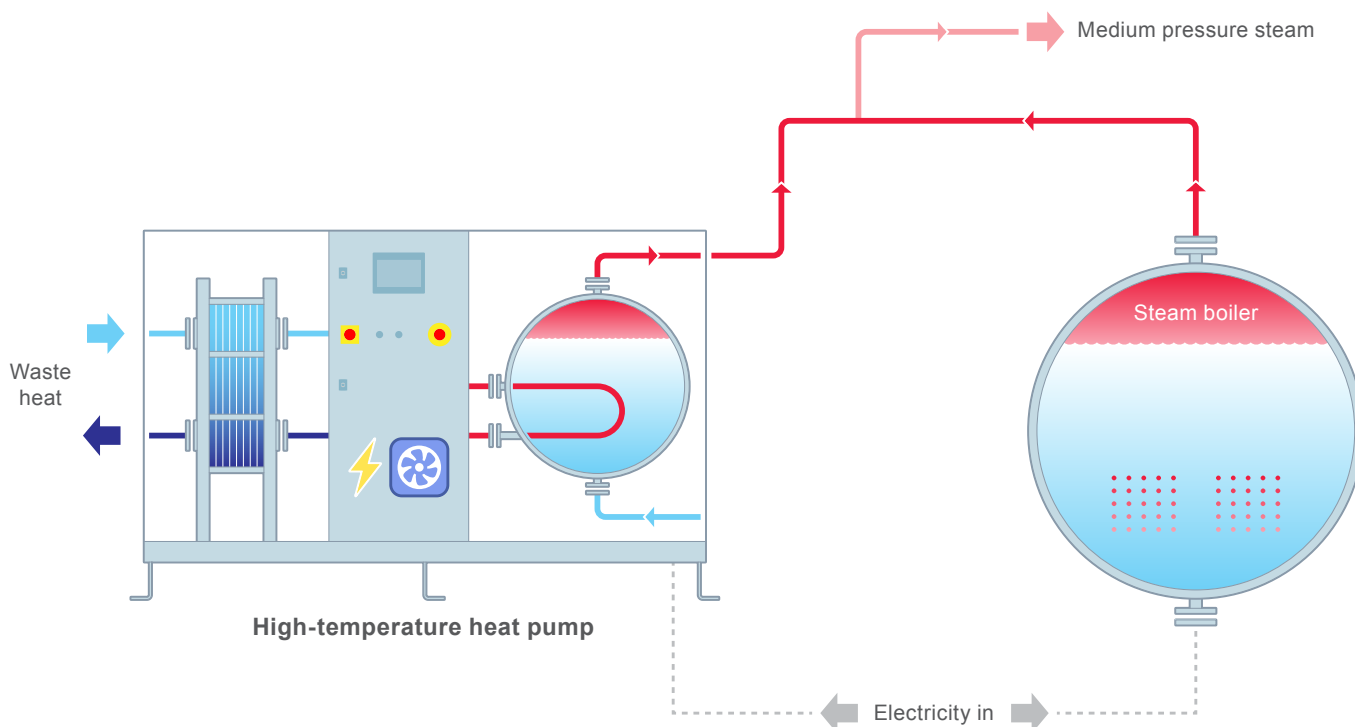 Medium pressure steam
Steam boiler
Waste
heat
High-temperature heat pump
Electricity in